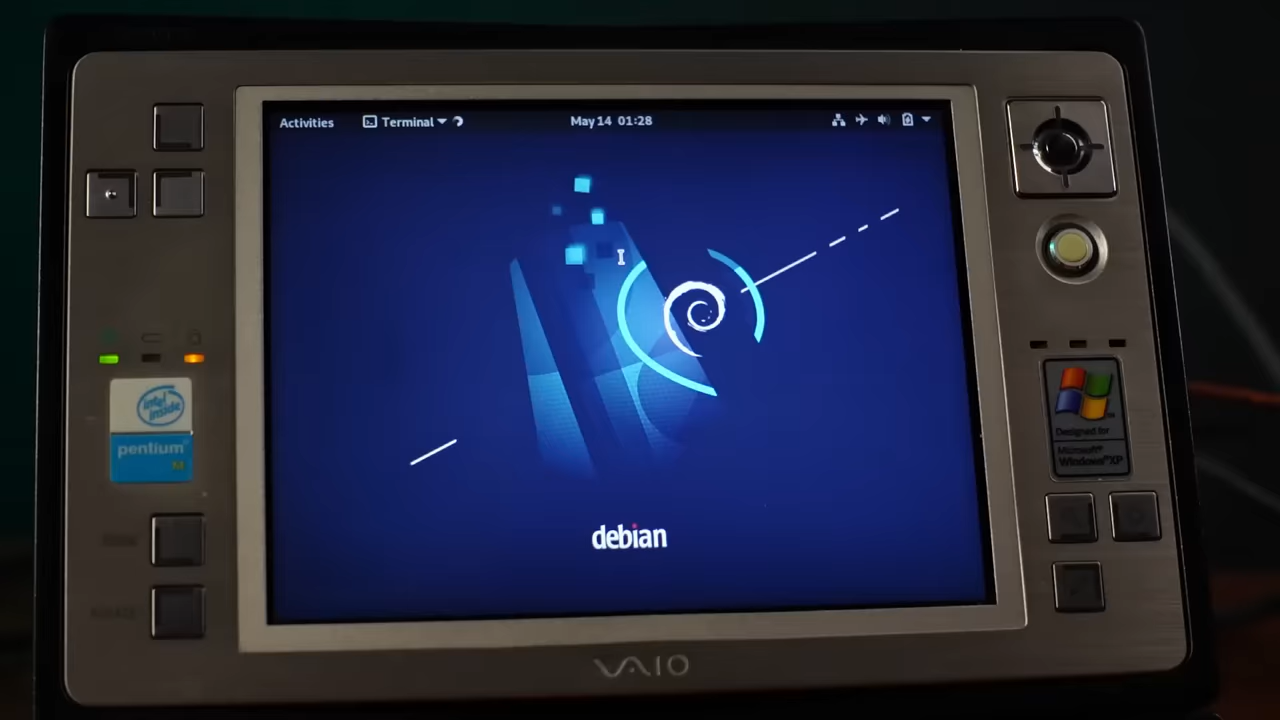 Activities
Terminal
May 14 01:28
debian
intel
inside
pentium
M
Designed for
Microsoft
Windows XP
VAIO